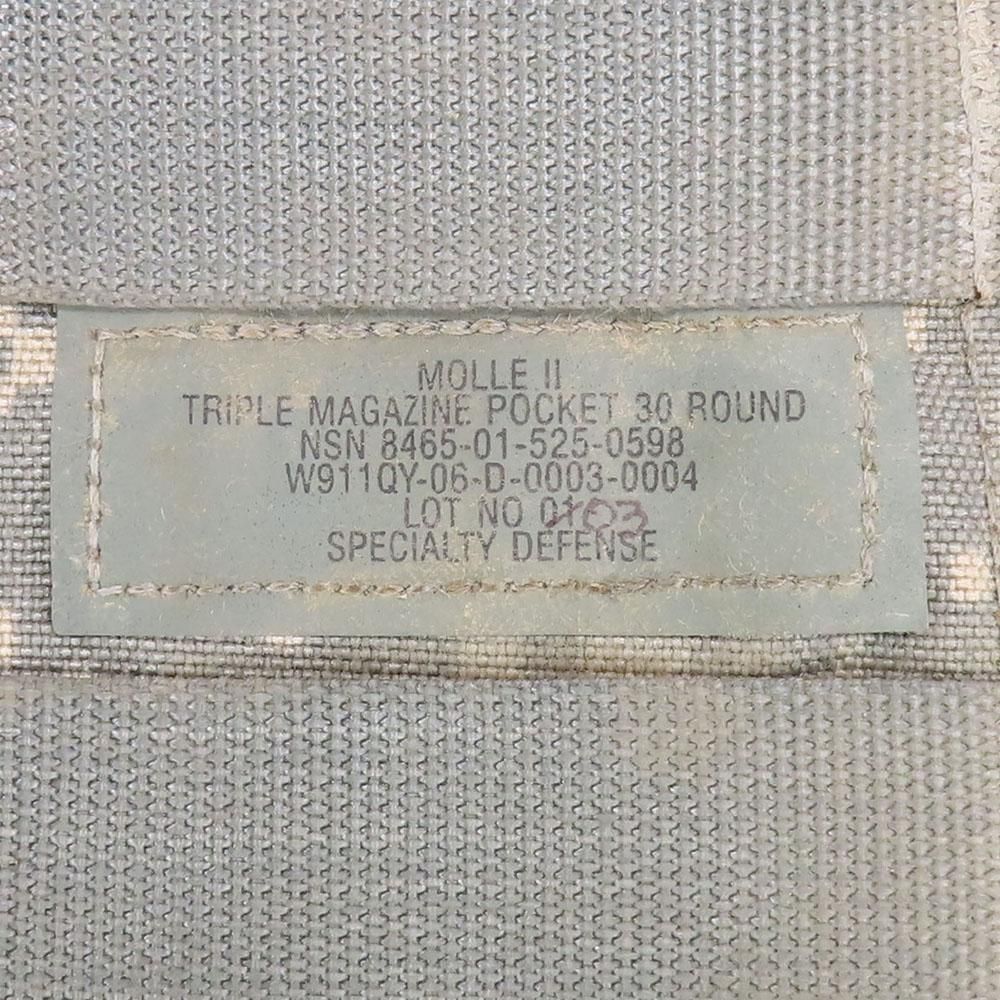 MOLLE II
TRIPLE MAGAZINE POCKET 30 ROUND
NSN 8465-01-525-0598
W911QY-06-D-0003-0004
LOT NO 0103
SPECIALTY DEFENSE